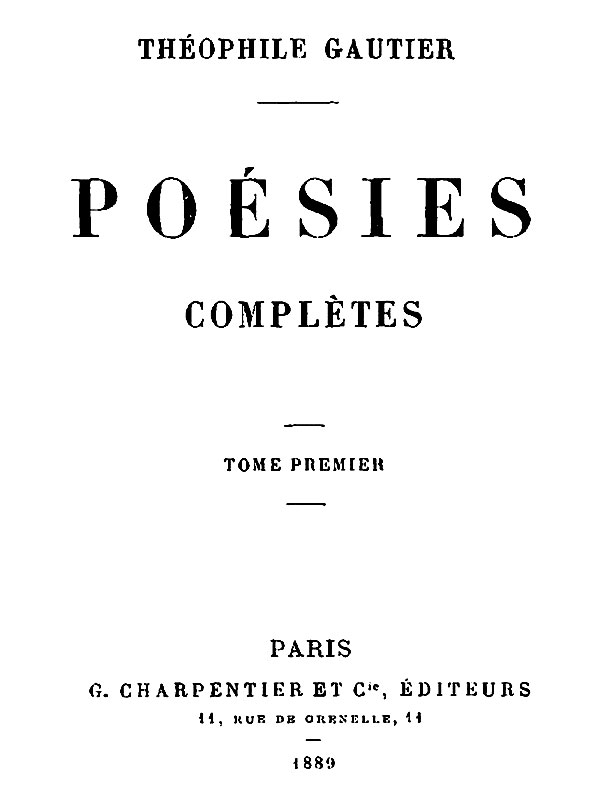 THÉOPHILE GAUTIER
POÉSIES
COMPLÈTES
TOME PREMIER
PARIS
G. CHARPENTIER ET Cie, ÉDITEURS
11, RUE DE GRENELLE, 11
1889